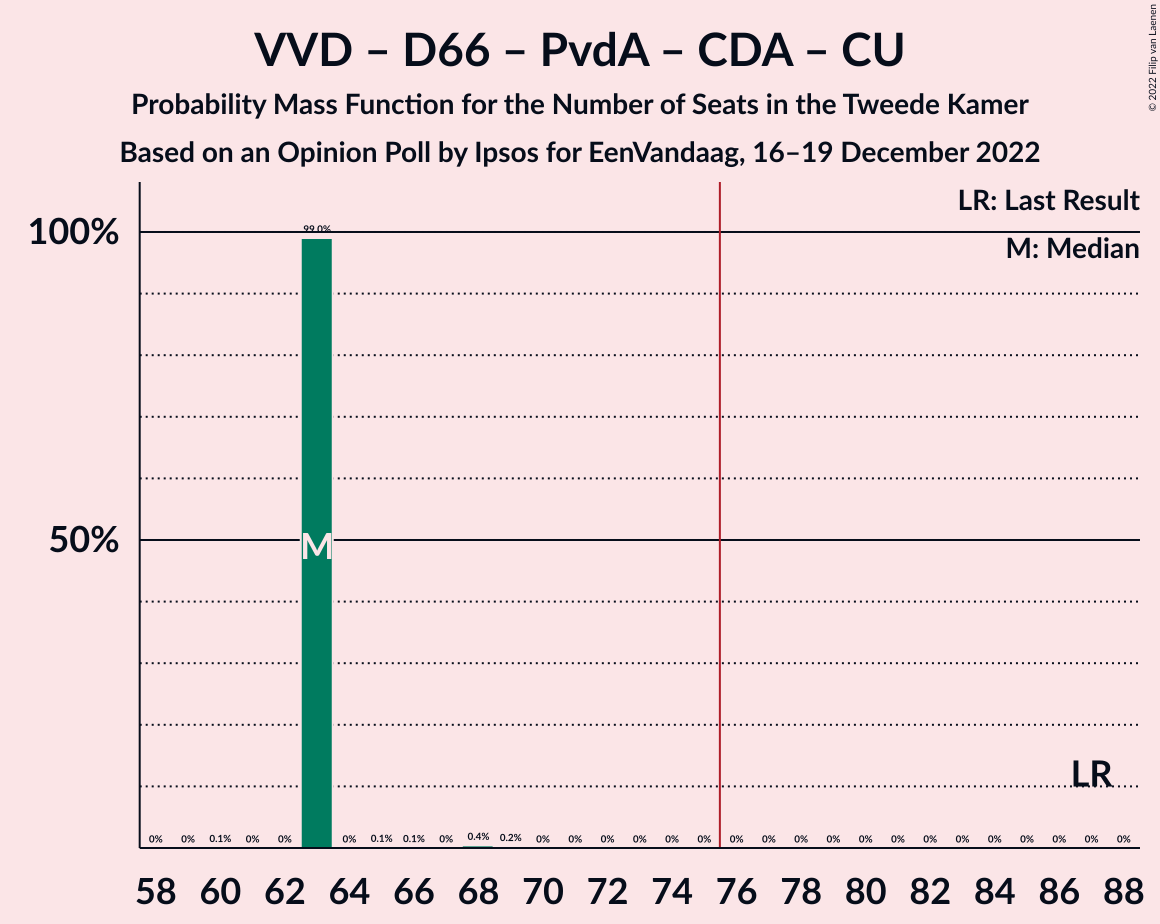 VVD – D66 – PvdA – CDA – CU
Probability Mass Function for the Number of Seats in the Tweede Kamer
Based on an Opinion Poll by Ipsos for EenVandaag, 16–19 December 2022
© 2022 Filip van Laenen
LR: Last Result
M: Median
100%
99.0%
50%
M
LR
0% 0% 0.1% 0% 0% 0% 0.1% 0.1% 0% 0.4% 0.2% 0% 0% 0% 0% 0% 0% 0% 0% 0% 0% 0% 0% 0% 0% 0% 0% 0% 0% 0%
58 60 62 64 66 68 70 72 74 76 78 80 82 84 86 88